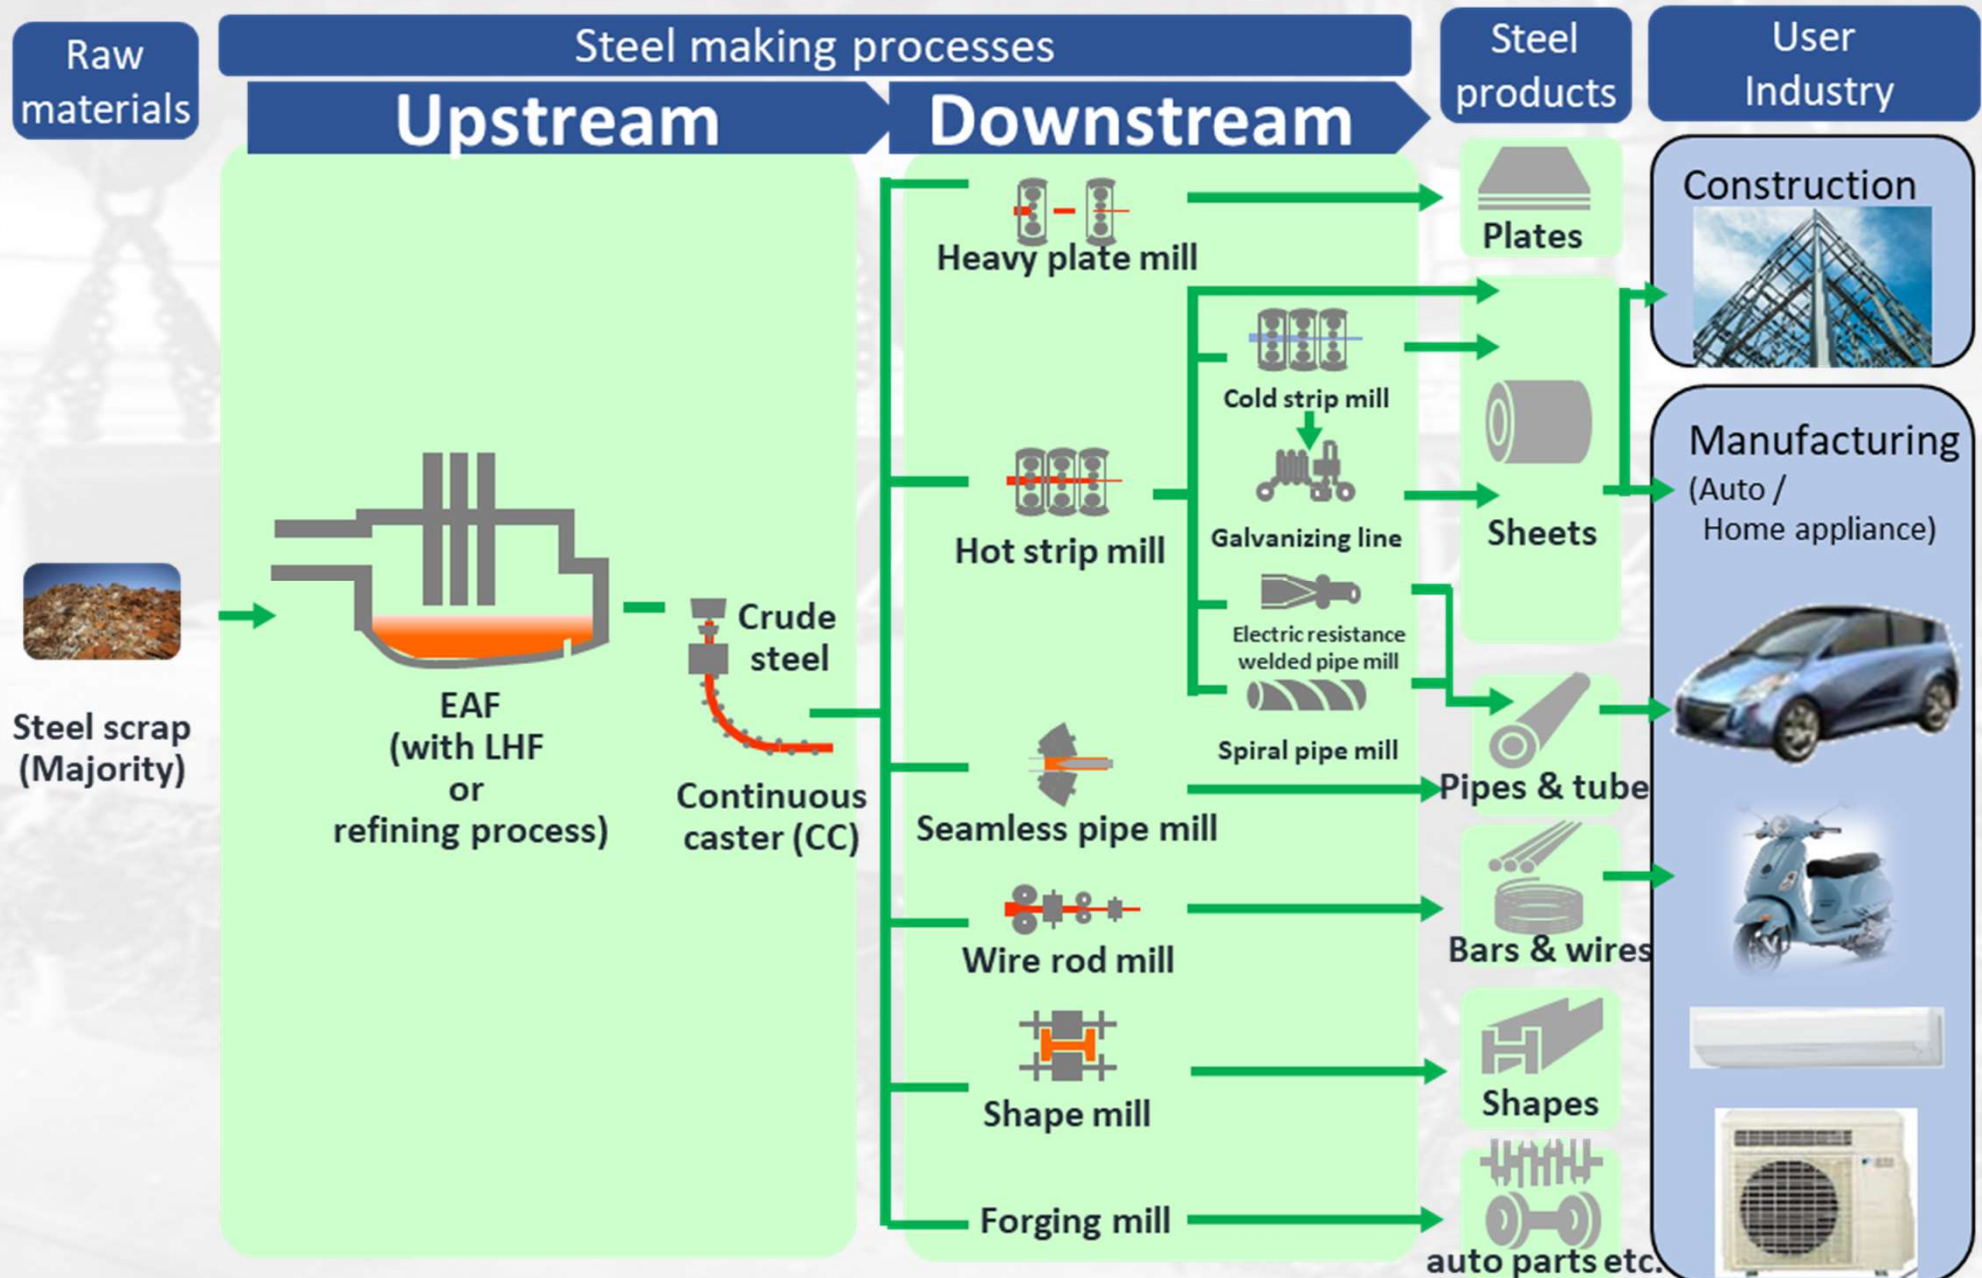 Raw
materials
Steel making processes
Upstream
Downstream
Steel
products
User
Industry
Steel scrap
(Majority)
EAF
(with LHF
or
refining process)
Crude
steel
Continuous
caster (CC)
Heavy plate mill
Hot strip mill
Cold strip mill
Galvanizing line
Electric resistance
welded pipe mill
Spiral pipe mill
Seamless pipe mill
Wire rod mill
Shape mill
Forging mill
Plates
Sheets
Pipes & tube
Bars & wires
Shapes
auto parts etc.
Construction
Manufacturing
(Auto /
Home appliance)